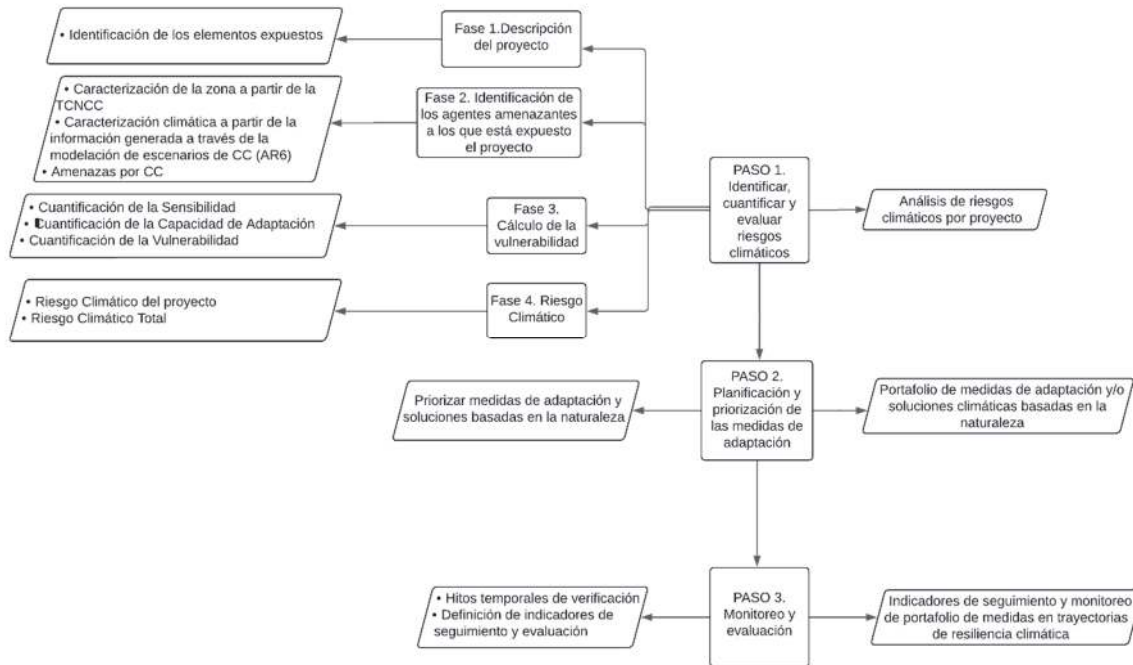 Fase 1.Descripción
del proyecto
• Identificación de los elementos expuestos
Fase 2. Identificación de
los agentes amenazantes
a los que está expuesto
el proyecto
• Caracterización de la zona a partir de la
TCNCC
• Caracterización climática a partir de la
información generada a través de la
modelación de escenarios de CC (AR6)
• Amenazas por CC
PASO 1.
Identificar,
cuantificar y
evaluar
riesgos
climáticos
Análisis de riesgos
climáticos por proyecto
Fase 3.
Cálculo de la
vulnerabilidad
• Cuantificación de la Sensibilidad
• Cuantificación de la Capacidad de Adaptación
• Cuantificación de la Vulnerabilidad
Fase 4. Riesgo
Climático
• Riesgo Climático del proyecto
• Riesgo Climático Total
PASO 2.
Planificación y
priorización de
las medidas de
adaptación
Priorizar medidas de adaptación y
soluciones basadas en la naturaleza
Portafolio de medidas de adaptación y/o
soluciones climáticas basadas en la
naturaleza
PASO 3.
Monitoreo y
evaluación
• Hitos temporales de verificación
• Definición de indicadores de
seguimiento y evaluación
Indicadores de seguimiento y monitoreo
de portafolio de medidas en trayectorias
de resiliencia climática